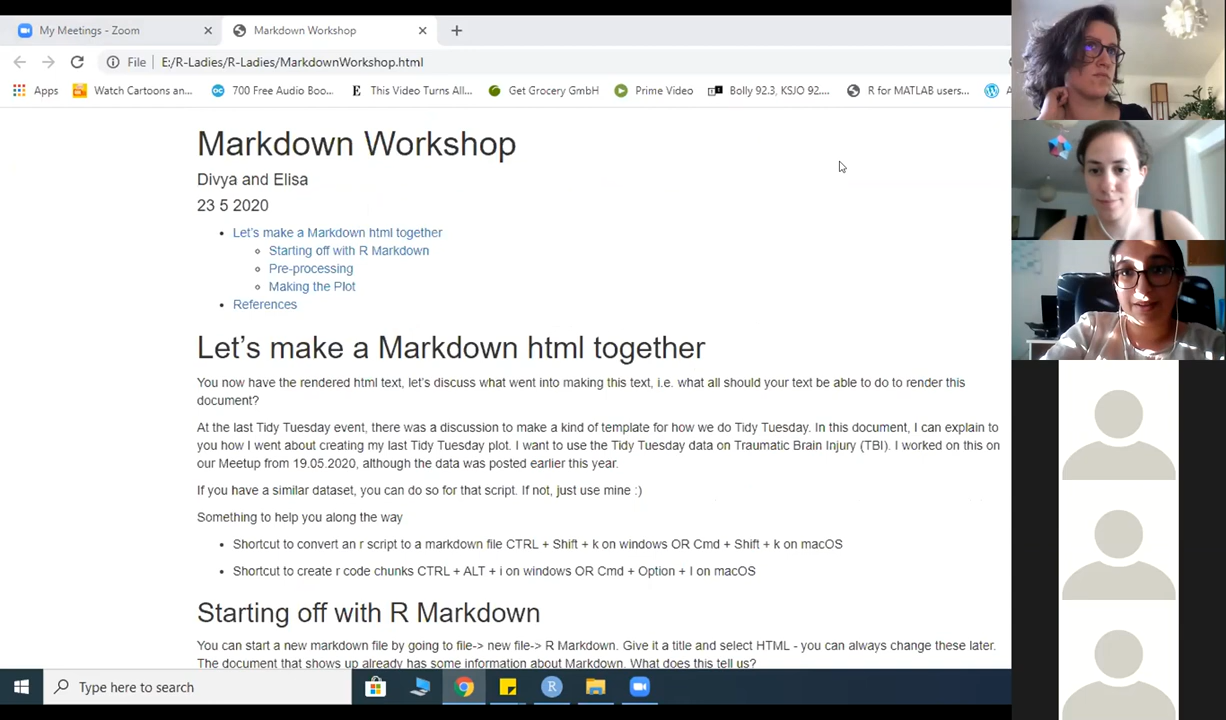 My Meetings - Zoom
Markdown Workshop
File
E:/R-Ladies/R-Ladies/MarkdownWorkshop.html
Apps
Watch Cartoons an...
700 Free Audio Boo...
This Video Turns All...
Get Grocery GmbH
Prime Video
Bolly 92.3, KSJO 92....
R for MATLAB users...
Markdown Workshop
Divya and Elisa
23 5 2020
Let's make a Markdown html together
Starting off with R Markdown
Pre-processing
Making the Plot
References
Let's make a Markdown html together
You now have the rendered html text, let's discuss what went into making this text, i.e. what all should your text be able to do to render this
document?
At the last Tidy Tuesday event, there was a discussion to make a kind of template for how we do Tidy Tuesday. In this document, I can explain to
you how I went about creating my last Tidy Tuesday plot. I want to use the Tidy Tuesday data on Traumatic Brain Injury (TBI). I worked on this on
our Meetup from 19.05.2020, although the data was posted earlier this year.
If you have a similar dataset, you can do so for that script. If not, just use mine :)
Something to help you along the way
Shortcut to convert an r script to a markdown file CTRL + Shift + k on windows OR Cmd + Shift + k on macOS
Shortcut to create r code chunks CTRL + ALT + i on windows OR Cmd + Option + I on macOS
Starting off with R Markdown
You can start a new markdown file by going to file-> new file-> R Markdown. Give it a title and select HTML - you can always change these later.
The document that shows up already has some information about Markdown. What does this tell us?
Type here to search